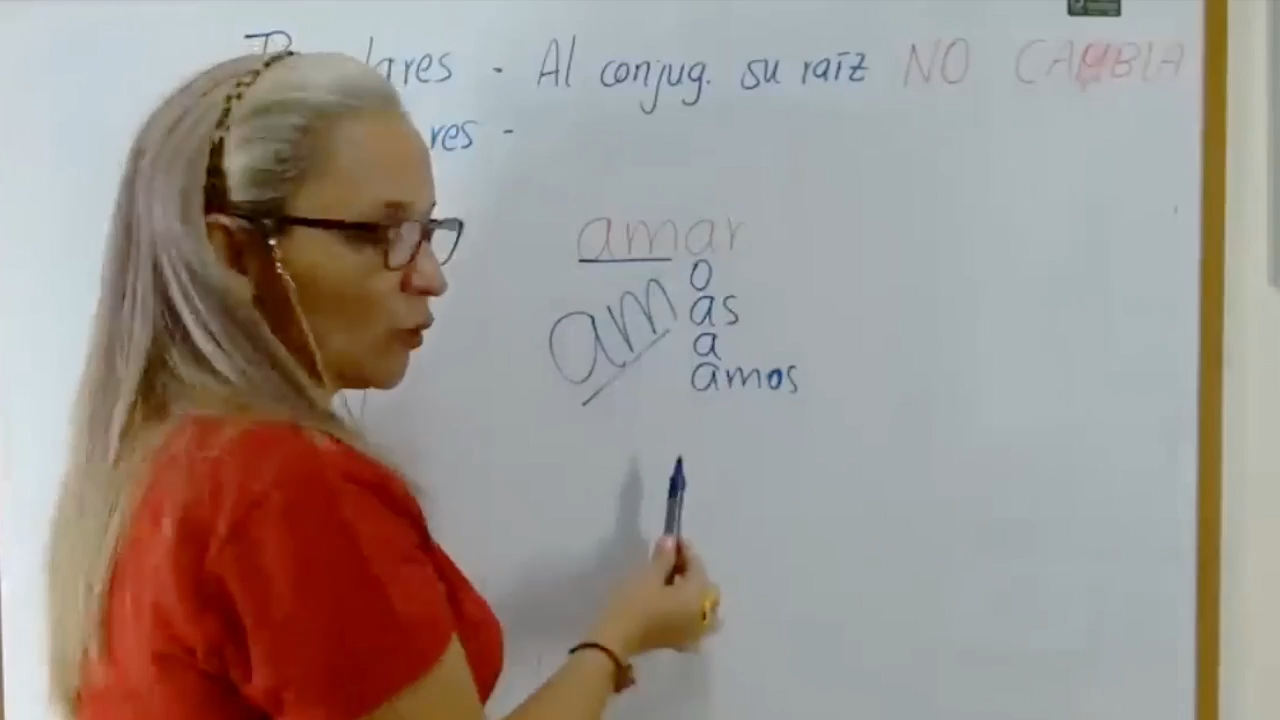 lares - Al conjug. su raíz NO CAMBIA
res -
amar
am o
as
a
amos